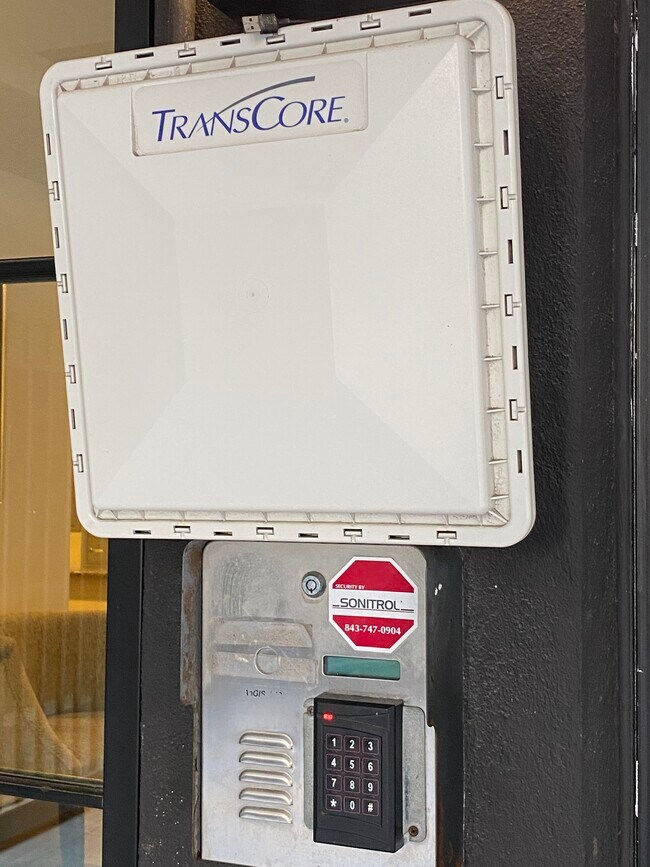 TRANSCORE®
SECURITY BY
SONITROL
843-747-0904
1 2 3
4 5 6
7 8 9
* 0 #